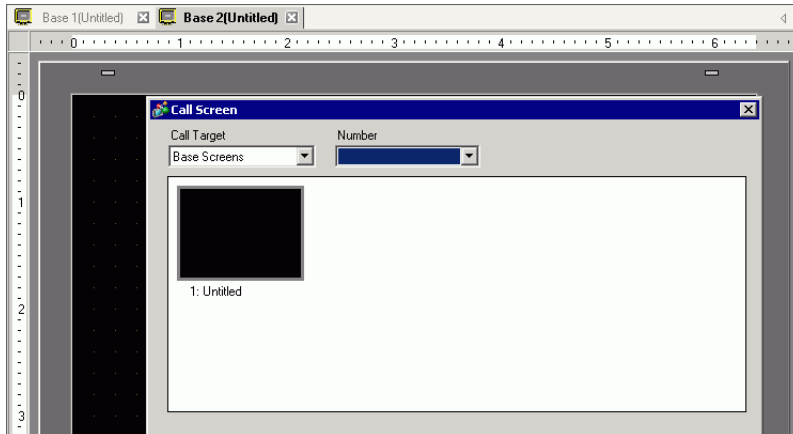 Base 1(Untitled) Base 2(Untitled)
0 1 2 3 4 5 6
0
Call Screen
Call Target Number
Base Screens
1
1: Untitled
2
3